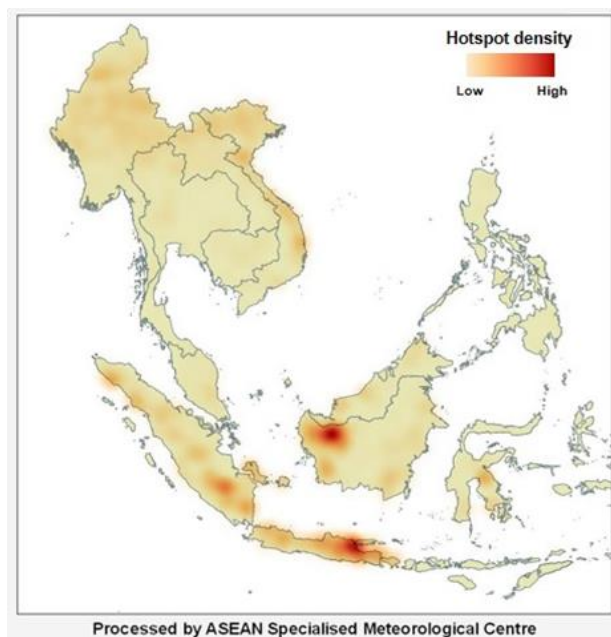 Hotspot density
Low High
Processed by ASEAN Specialised Meteorological Centre